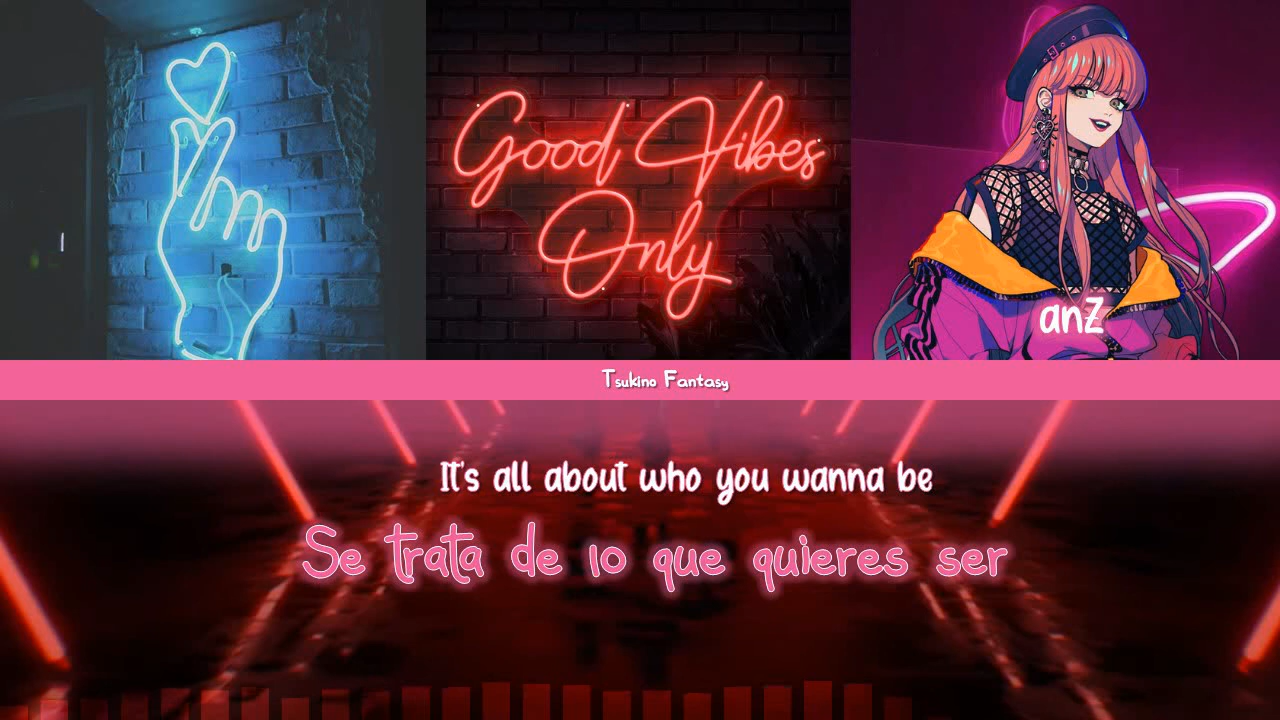 Good Vibes
Only
anZ
Tsukino Fantasy
It's all about who you wanna be
Se trata de lo que quieres ser